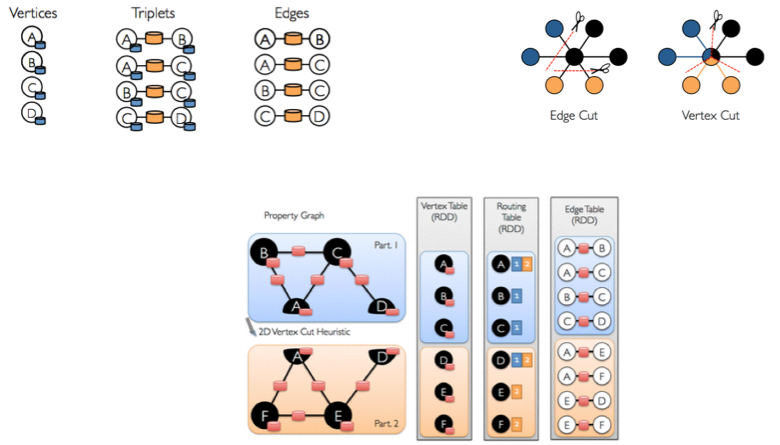 Vertices Triplets Edges
A A B A B
B A C A C
C B C B C
D C D C D
Edge Cut Vertex Cut
Property Graph
B C Part. 1
A D
2D Vertex Cut Heuristic
A D
F E Part. 2
Vertex Table
(RDD)
A
B
C
D
E
F
Routing
Table
(RDD)
A 1 2
B 1
C 1
D 1 2
E 2
F 2
Edge Table
(RDD)
A B
A C
B C
C D
A E
A F
E D
E F